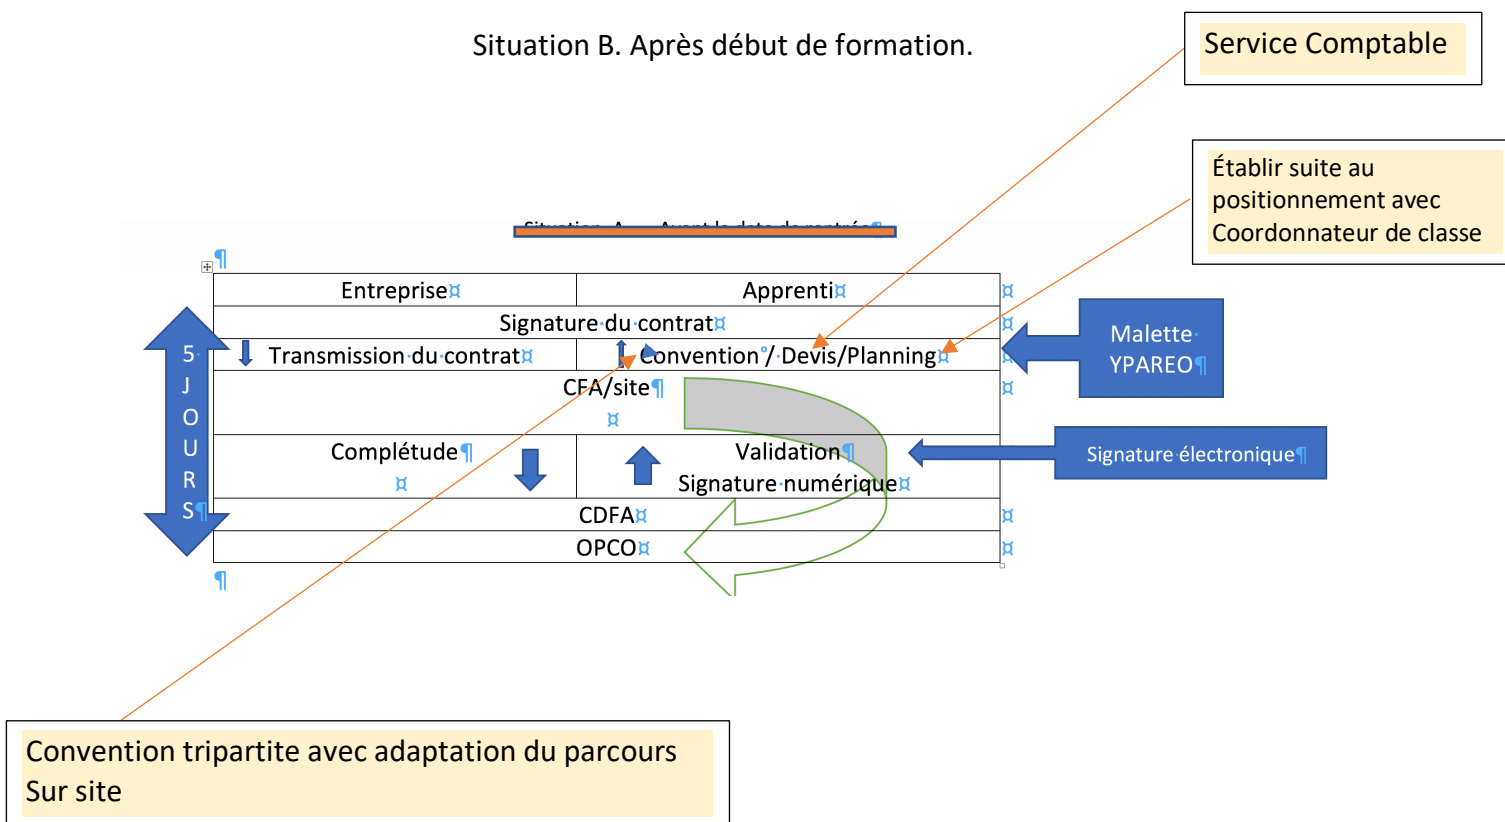 Situation B. Après début de formation.
Service Comptable
Établir suite au
positionnement avec
Coordonnateur de classe
Entreprise¤
Apprenti¤
¤
Signature·du·contrat¤
¤
Transmission·du·contrat¤
Convention°/·Devis/Planning¤
¤
CFA/site¶
¤
¤
Complétude¶
¤
Validation¶
Signature·numérique¤
¤
CDFA¤
¤
OPCO¤
¤
¶
¶
5·
J
O
U
R
S¶
Malette·
YPAREO¶
Signature·électronique¶
Convention tripartite avec adaptation du parcours
Sur site